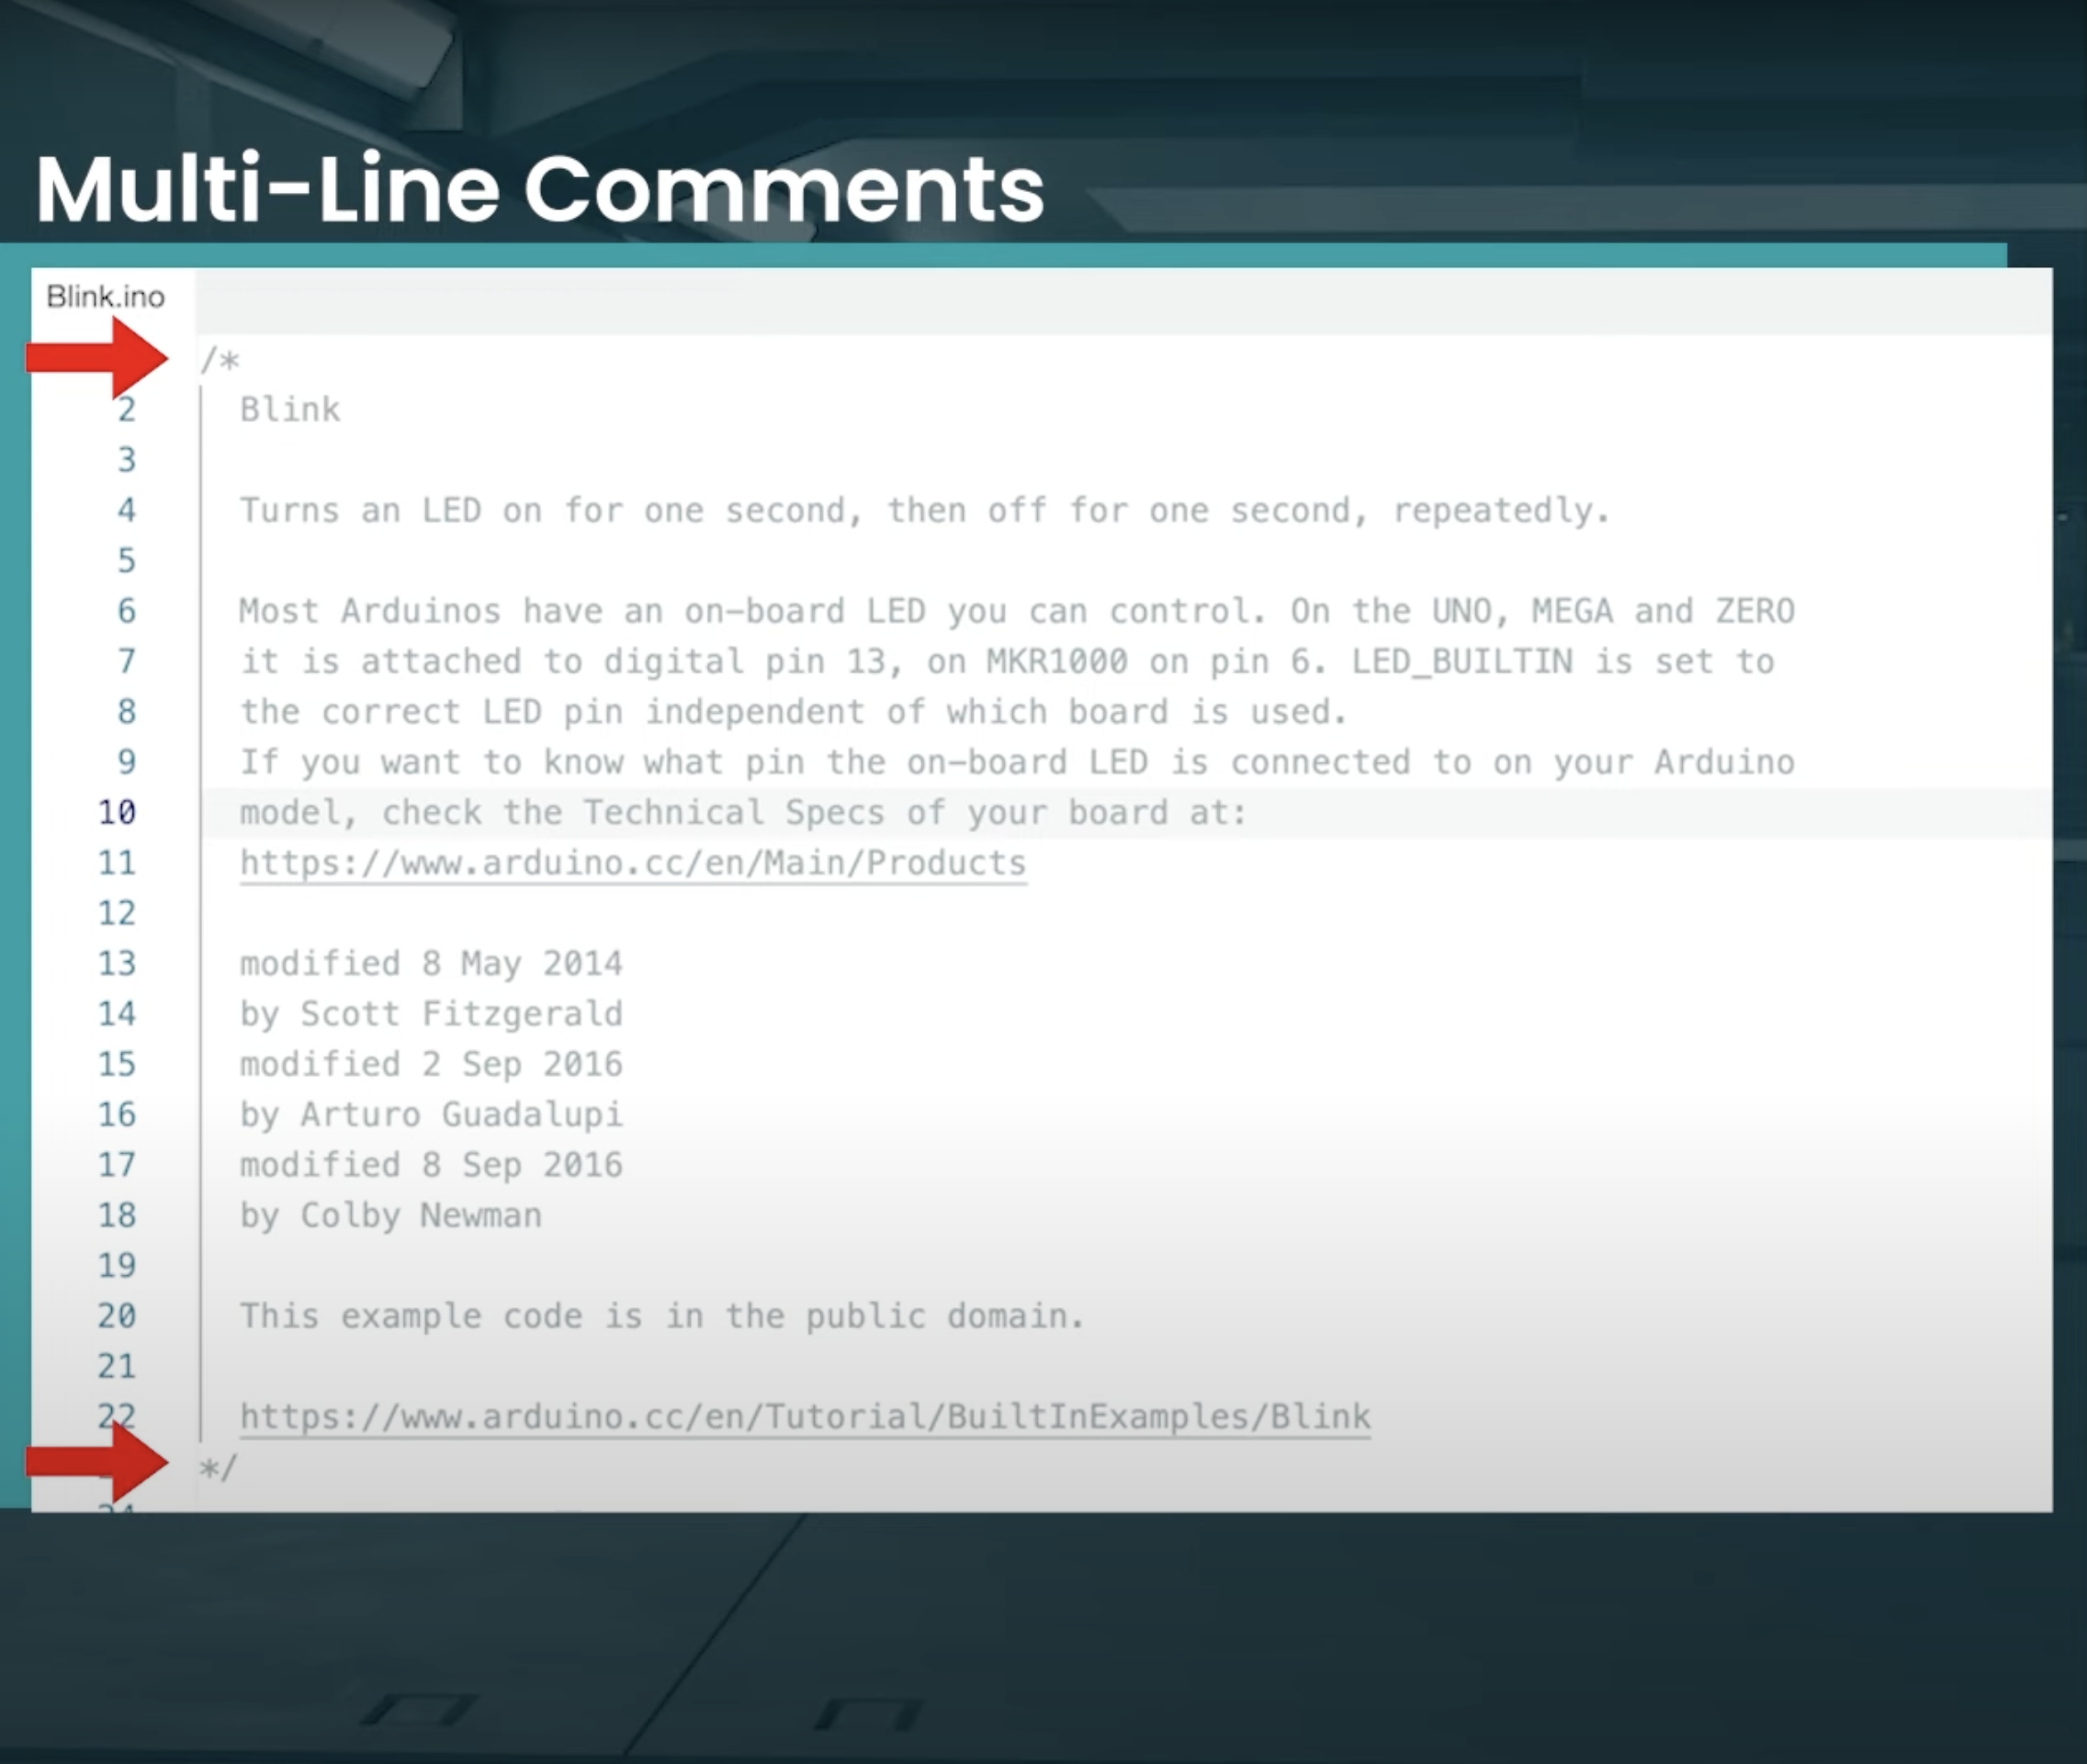 Multi-Line Comments
Blink.ino
/*
2 Blink
3
4 Turns an LED on for one second, then off for one second, repeatedly.
5
6 Most Arduinos have an on-board LED you can control. On the UNO, MEGA and ZERO
7 it is attached to digital pin 13, on MKR1000 on pin 6. LED_BUILTIN is set to
8 the correct LED pin independent of which board is used.
9 If you want to know what pin the on-board LED is connected to on your Arduino
10 model, check the Technical Specs of your board at:
11 https://www.arduino.cc/en/Main/Products
12
13 modified 8 May 2014
14 by Scott Fitzgerald
15 modified 2 Sep 2016
16 by Arturo Guadalupi
17 modified 8 Sep 2016
18 by Colby Newman
19
20 This example code is in the public domain.
21
22 https://www.arduino.cc/en/Tutorial/BuiltInExamples/Blink
*/